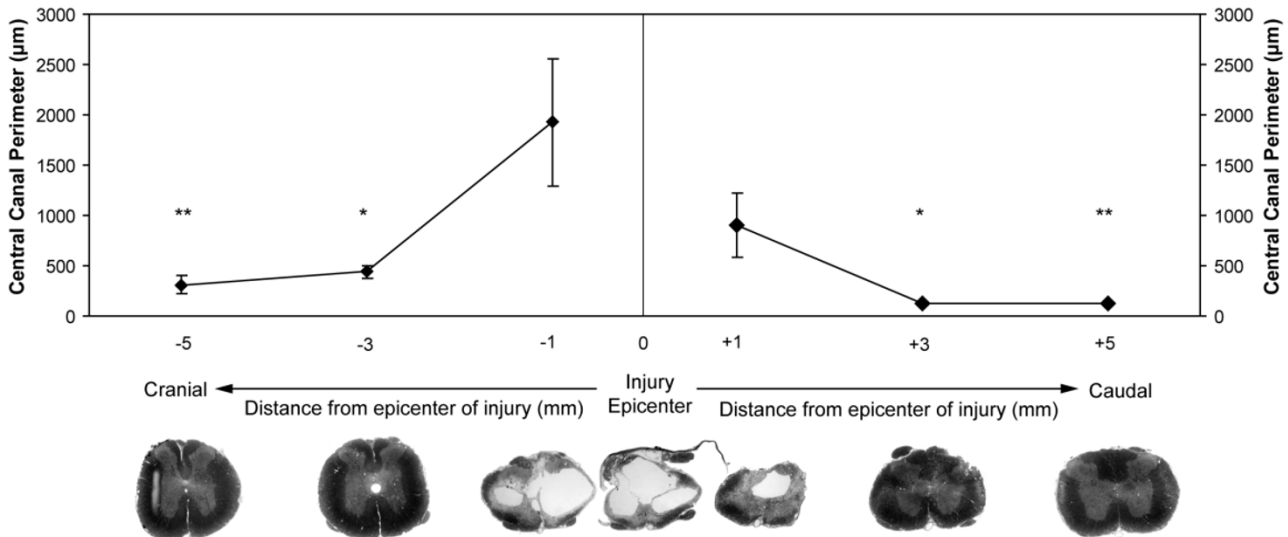 Central Canal Perimeter (µm)
3000
2500
2000
1500
1000
500
0
** * * **
3000
2500
2000
1500
1000
500
0
Central Canal Perimeter (µm)
-5 -3 -1 0 +1 +3 +5
Cranial Injury Epicenter Caudal
Distance from epicenter of injury (mm) Distance from epicenter of injury (mm)